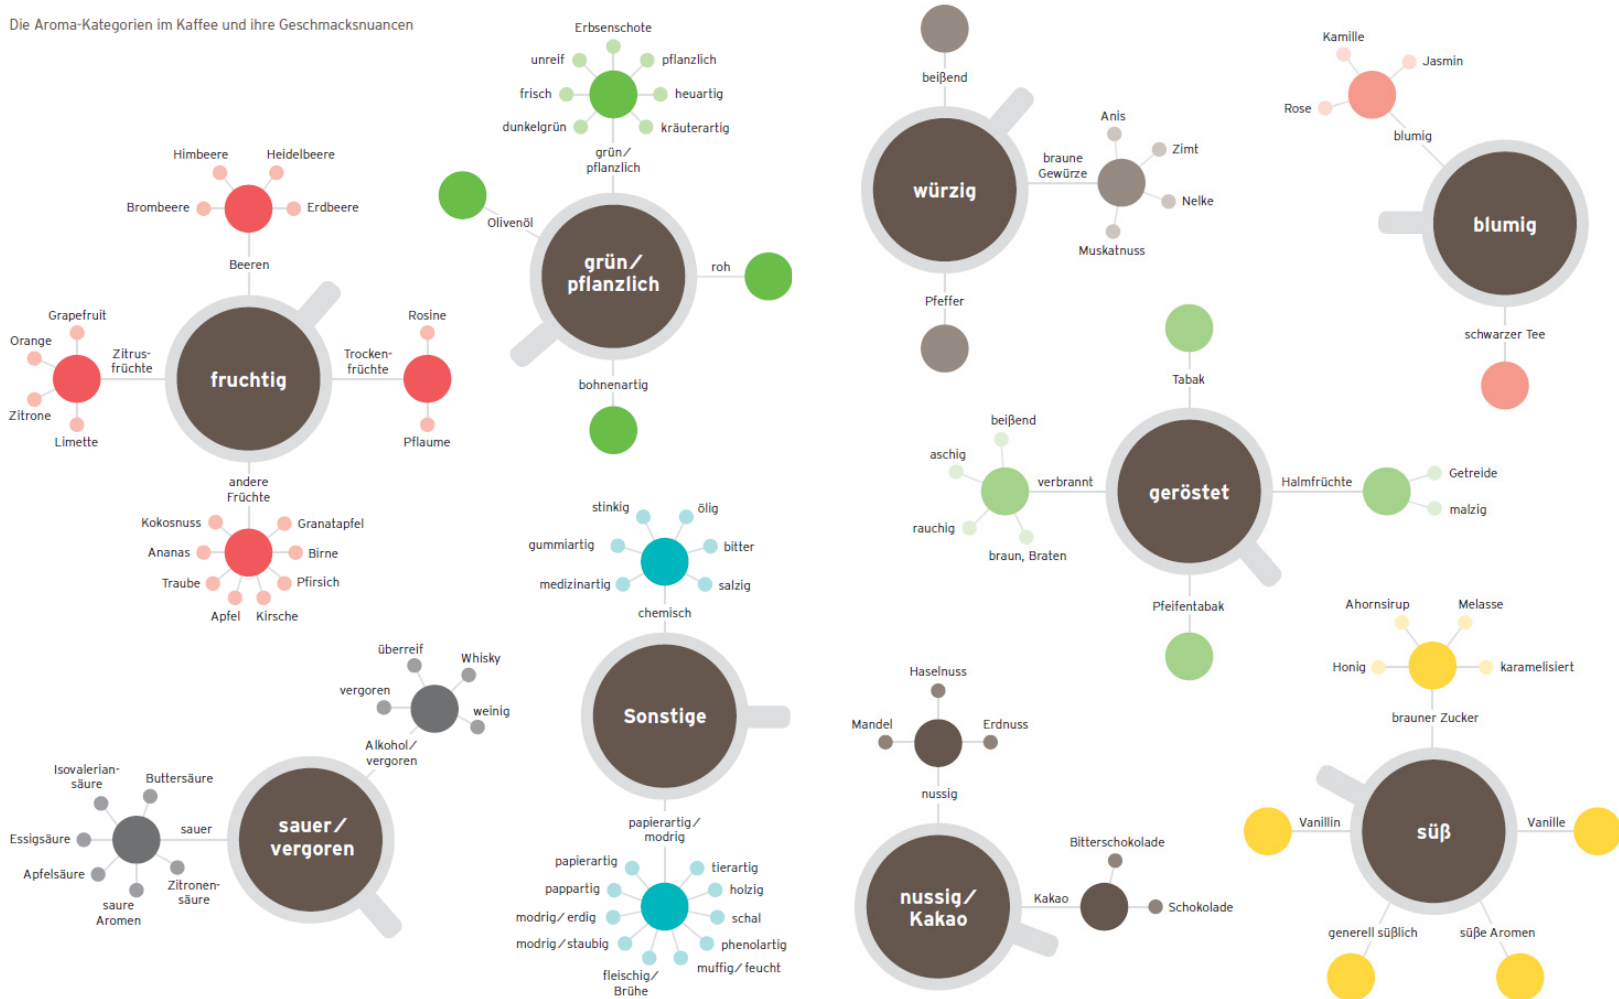 Die Aroma-Kategorien im Kaffee und ihre Geschmacksnuancen
Himbeere
Heidelbeere
Brombeere
Erdbeere
Beeren
Grapefruit
Orange
Zitrus-
früchte
Zitrone
Limette
fruchtig
Rosine
Trocken-
früchte
Pflaume
andere
Früchte
Kokosnuss
Granatapfel
Ananas
Birne
Traube
Pfirsich
Apfel
Kirsche
Erbsenschote
unreif
pflanzlich
frisch
heuartig
dunkelgrün
kräuterartig
grün/
pflanzlich
Olivenöl
grün/
pflanzlich
roh
bohnenartig
beißend
würzig
braune
Gewürze
Anis
Zimt
Nelke
Muskatnuss
Pfeffer
Kamille
Jasmin
Rose
blumig
blumig
schwarzer Tee
Tabak
beißend
aschig
verbrannt
rauchig
braun, Braten
geröstet
Halmfrüchte
Getreide
malzig
Pfeifentabak
stinkig
ölig
gummiartig
bitter
medizinartig
salzig
chemisch
Sonstige
papierartig/
modrig
papierartig
tierartig
pappartig
holzig
modrig/erdig
schal
modrig/staubig
phenolartig
fleischig/
Brühe
muffig/feucht
überreif
Whisky
vergoren
weinig
Alkohol/
vergoren
Isovalerian-
säure
Buttersäure
Essigsäure
sauer
Apfelsäure
Zitronen-
säure
saure
Aromen
sauer/
vergoren
Haselnuss
Mandel
Erdnuss
nussig
nussig/
Kakao
Kakao
Bitterschokolade
Schokolade
Ahornsirup
Melasse
Honig
karamelisiert
brauner Zucker
Vanillin
süß
Vanille
generell süßlich
süße Aromen